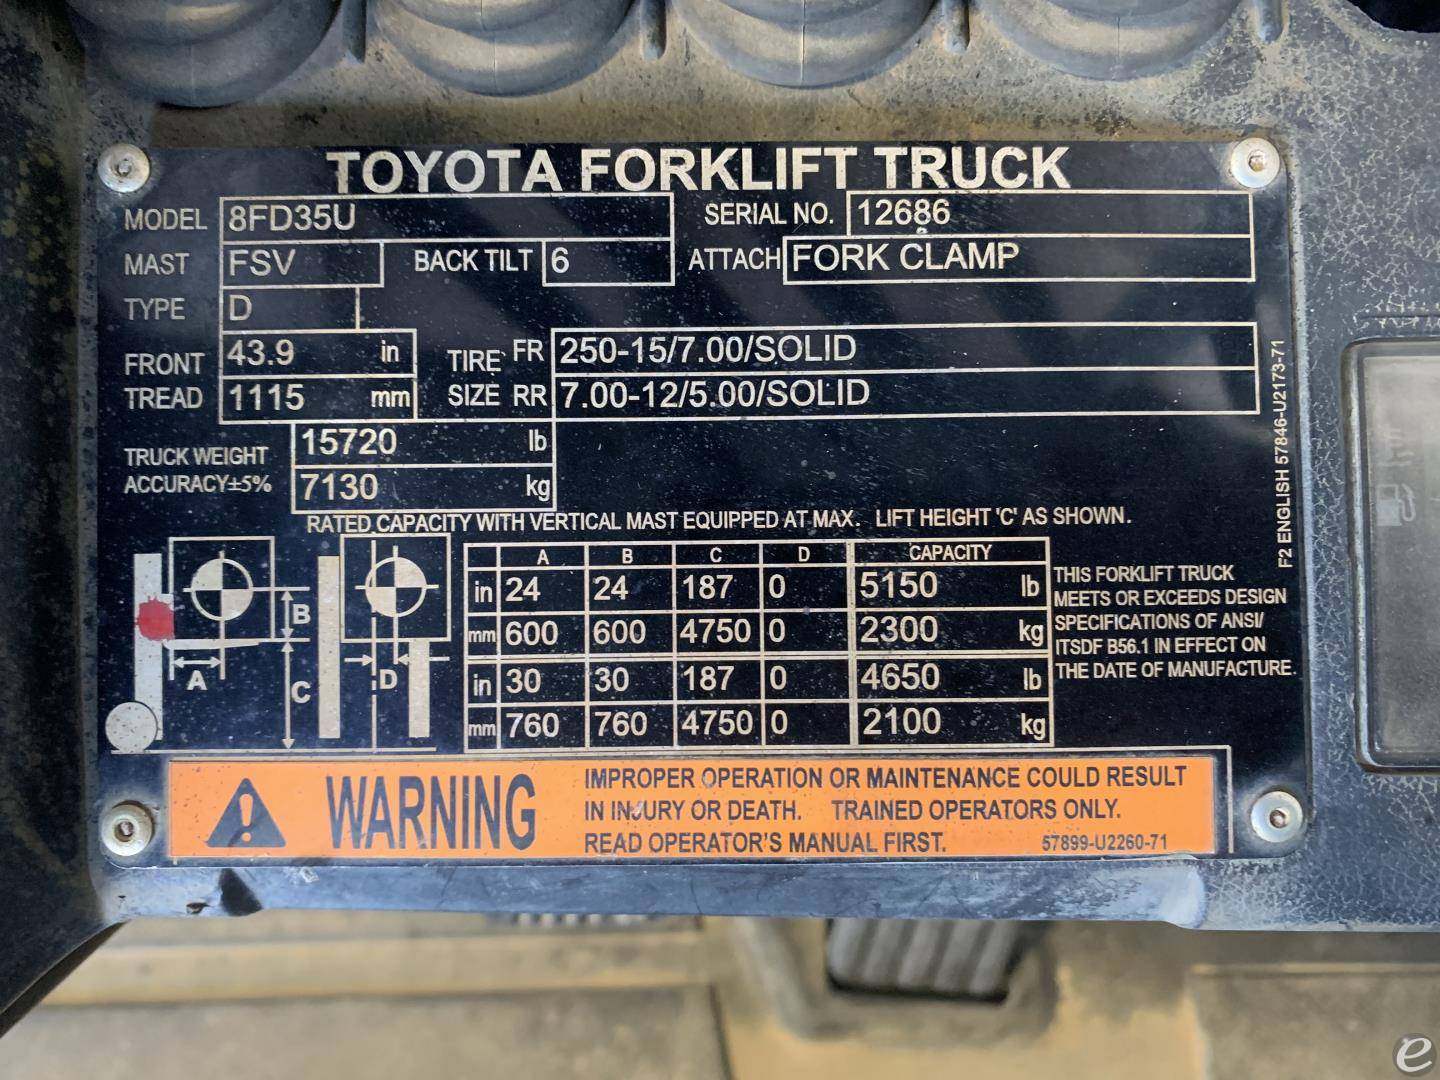 TOYOTA FORKLIFT TRUCK
MODEL 8FD35U SERIAL NO. 12686
MAST FSV BACK TILT 6 ATTACH FORK CLAMP
TYPE D
FRONT TREAD 43.9 in
1115 mm
TIRE SIZE FR 250-15/7.00/SOLID
RR 7.00-12/5.00/SOLID
TRUCK WEIGHT 15720 lb
ACCURACY±5% 7130 kg
RATED CAPACITY WITH VERTICAL MAST EQUIPPED AT MAX. LIFT HEIGHT 'C' AS SHOWN.
A B C D CAPACITY
in 24 24 187 0 5150 lb
mm 600 600 4750 0 2300 kg
in 30 30 187 0 4650 lb
mm 760 760 4750 0 2100 kg
B
A
C
D
THIS FORKLIFT TRUCK
MEETS OR EXCEEDS DESIGN
SPECIFICATIONS OF ANSI/
ITSDF B56.1 IN EFFECT ON
THE DATE OF MANUFACTURE.
F2 ENGLISH 57846-U2173-71
WARNING
IMPROPER OPERATION OR MAINTENANCE COULD RESULT
IN INJURY OR DEATH. TRAINED OPERATORS ONLY.
READ OPERATOR'S MANUAL FIRST. 57899-U2260-71
e